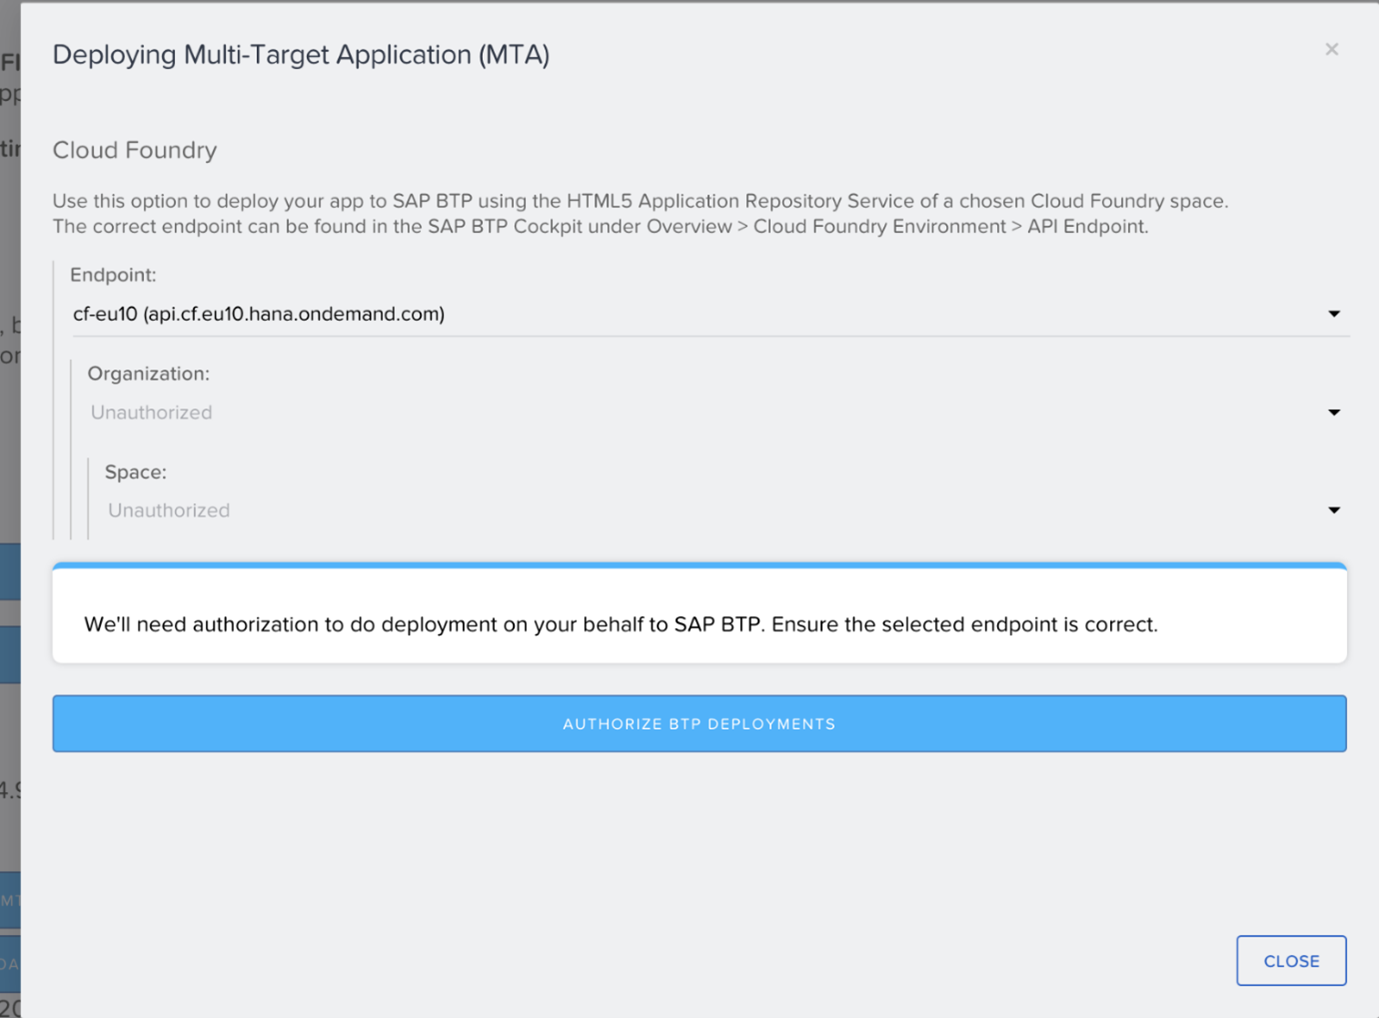 Deploying Multi-Target Application (MTA)
×
Cloud Foundry
Use this option to deploy your app to SAP BTP using the HTML5 Application Repository Service of a chosen Cloud Foundry space.
The correct endpoint can be found in the SAP BTP Cockpit under Overview > Cloud Foundry Environment > API Endpoint.
Endpoint:
cf-eu10 (api.cf.eu10.hana.ondemand.com)
Organization:
Unauthorized
Space:
Unauthorized
We'll need authorization to do deployment on your behalf to SAP BTP. Ensure the selected endpoint is correct.
AUTHORIZE BTP DEPLOYMENTS
CLOSE